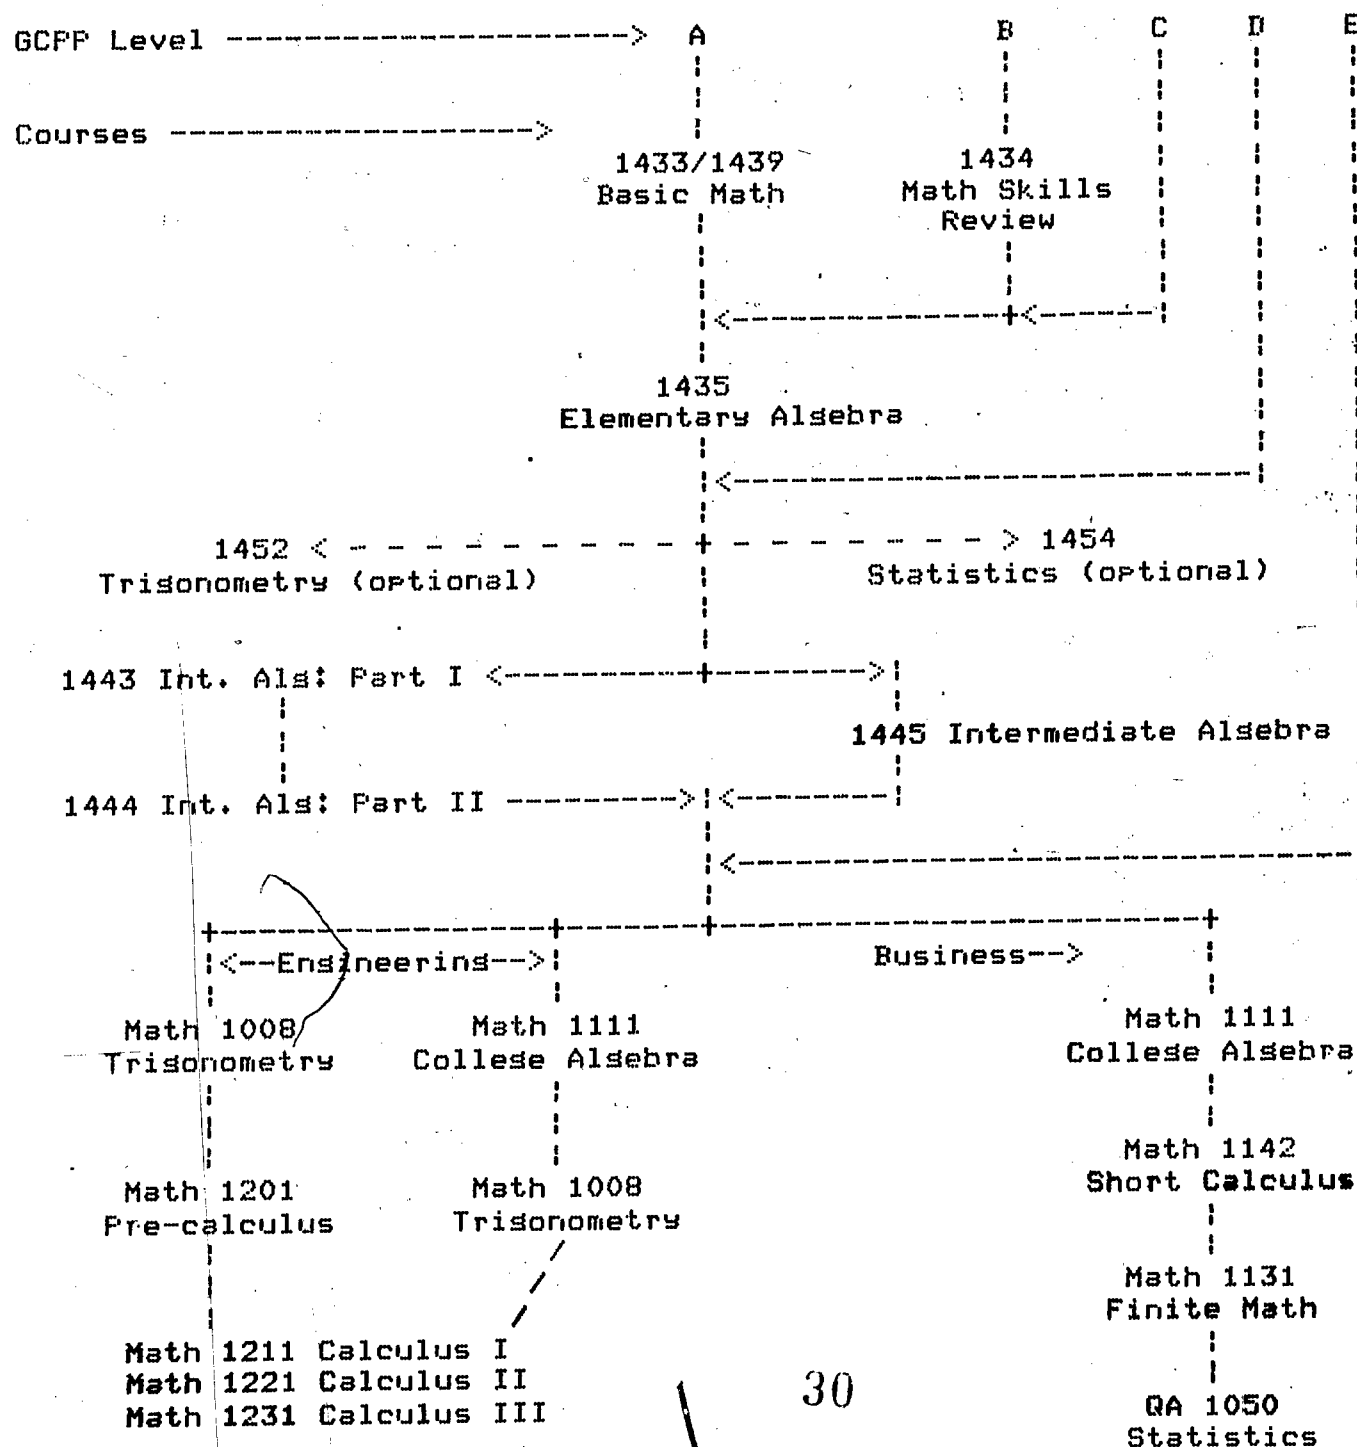 GCPP Level ----------------------> A B C D E
Courses -------------------->
1433/1439 1434
Basic Math Math Skills
Review
1435
Elementary Algebra
1452 < - - - - - - - - - - + - - - - - - - > 1454
Trigonometry (optional) Statistics (optional)
1443 Int. Alg: Part I <-----------+---------->
1445 Intermediate Algebra
1444 Int. Alg: Part II ---------->|<---------
<--Engineering--> Business-->
Math 1008 Math 1111 Math 1111
Trigonometry College Algebra College Algebra
Math 1142
Short Calculus
Math 1201 Math 1008
Pre-calculus Trigonometry
Math 1131
Finite Math
Math 1211 Calculus I
Math 1221 Calculus II
Math 1231 Calculus III
30
QA 1050
Statistics